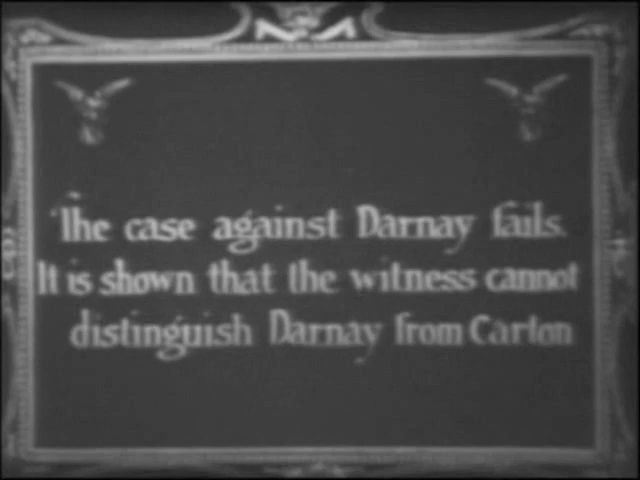 The case against Darnay fails.
It is shown that the witness cannot
distinguish Darnay from Carton